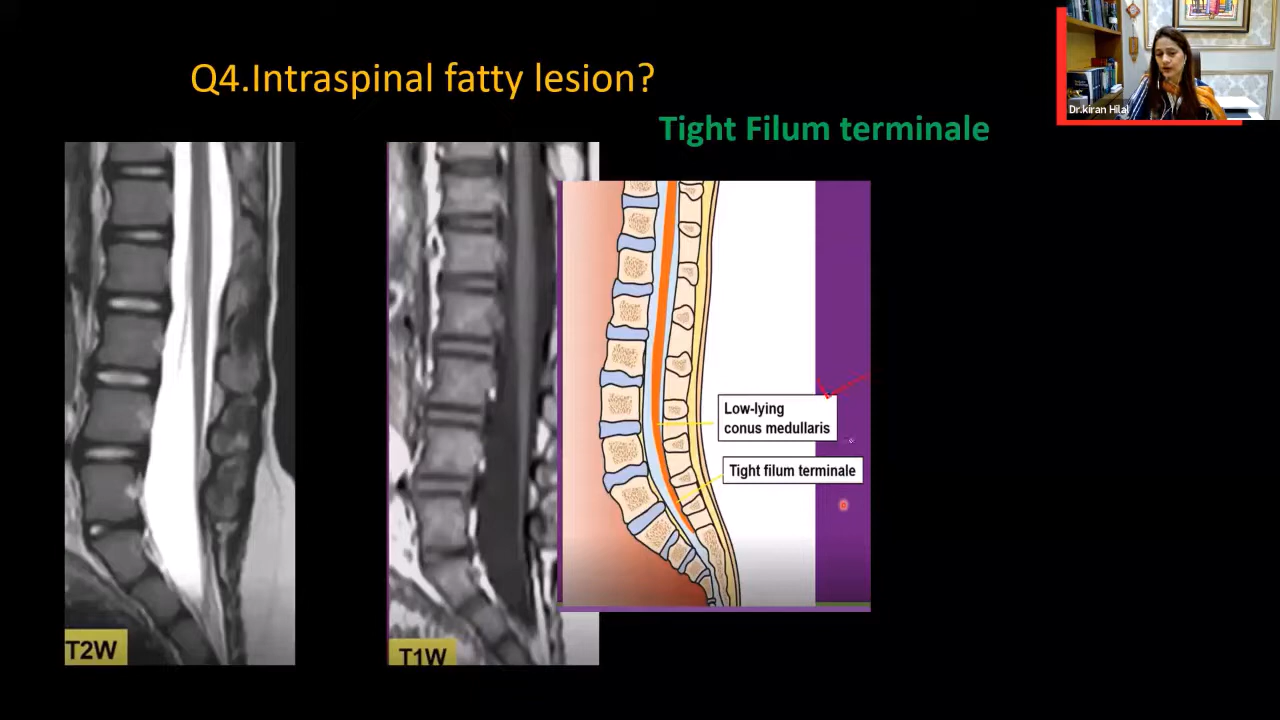 Q4.Intraspinal fatty lesion?
Dr.kiran Hilal
Tight Filum terminale
Low-lying
conus medullaris
Tight filum terminale
T2W
T1W